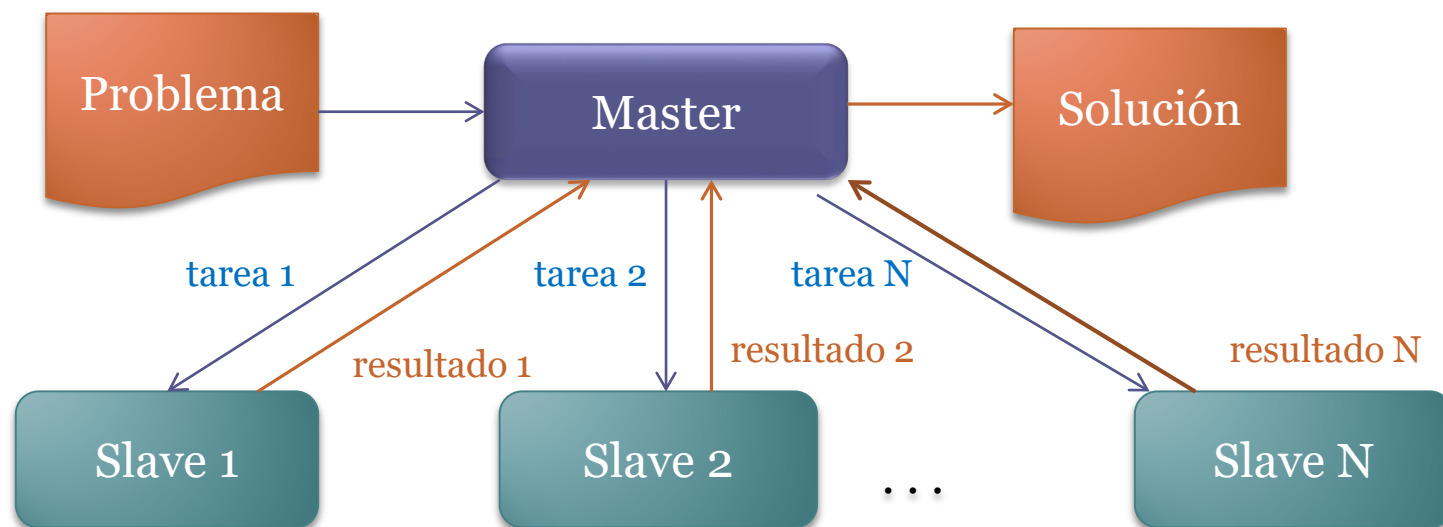 Problema
Master
Solución
tarea 1
tarea 2
tarea N
resultado 1
resultado 2
resultado N
Slave 1
Slave 2
. . .
Slave N